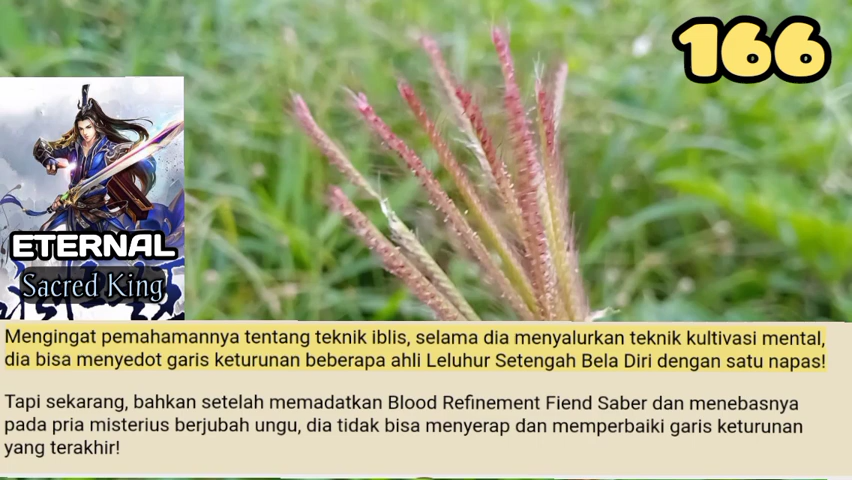 166
ETERNAL
Sacred King
Mengingat pemahamannya tentang teknik iblis, selama dia menyalurkan teknik kultivasi mental,
dia bisa menyedot garis keturunan beberapa ahli Leluhur Setengah Bela Diri dengan satu napas!
Tapi sekarang, bahkan setelah memadatkan Blood Refinement Fiend Saber dan menebasnya
pada pria misterius berjubah ungu, dia tidak bisa menyerap dan memperbaiki garis keturunan
yang terakhir!